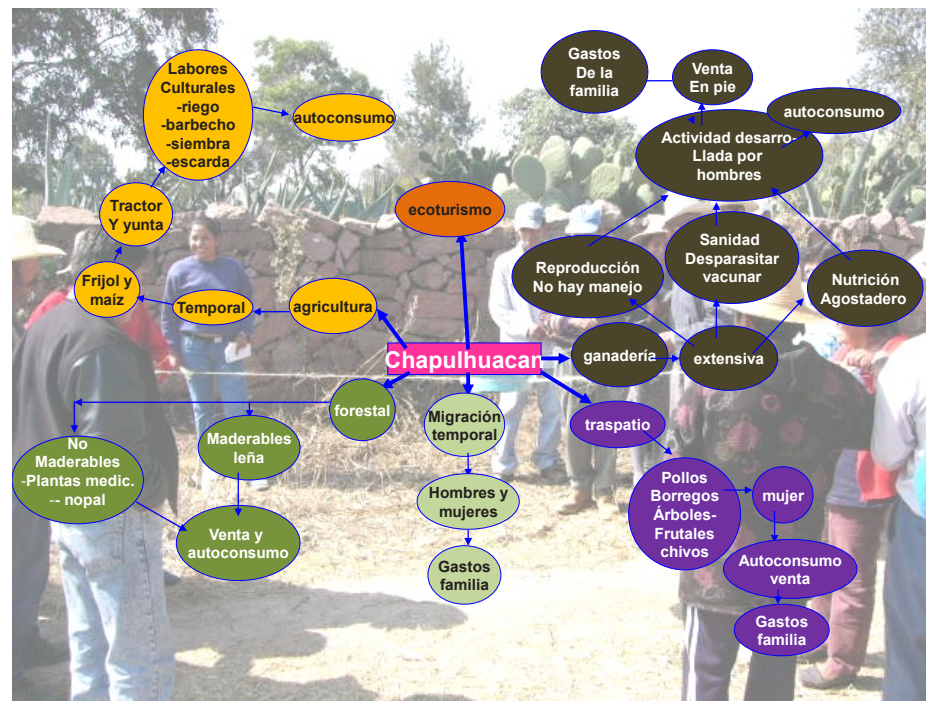 Labores
Culturales
-riego
-barbecho
-siembra
-escarda
autoconsumo
Tractor
Y yunta
Frijol y
maíz
Temporal
agricultura
ecoturismo
Gastos
De la
familia
Venta
En pie
autoconsumo
Actividad desarro-
Llada por
hombres
Reproducción
No hay manejo
Sanidad
Desparasitar
vacunar
Nutrición
Agostadero
Chapulhuacan
ganadería
extensiva
forestal
No
Maderables
-Plantas medic.
-- nopal
Maderables
leña
Venta y
autoconsumo
Migración
temporal
Hombres y
mujeres
Gastos
familia
traspatio
Pollos
Borregos
Árboles-
Frutales
chivos
mujer
Autoconsumo
venta
Gastos
familia